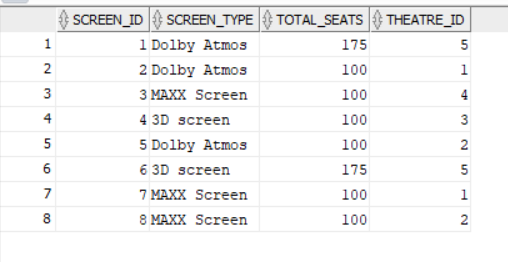 SCREEN_ID SCREEN_TYPE TOTAL_SEATS THEATRE_ID
1 1 Dolby Atmos 175 5
2 2 Dolby Atmos 100 1
3 3 MAXX Screen 100 4
4 4 3D screen 100 3
5 5 Dolby Atmos 100 2
6 6 3D screen 175 5
7 7 MAXX Screen 100 1
8 8 MAXX Screen 100 2